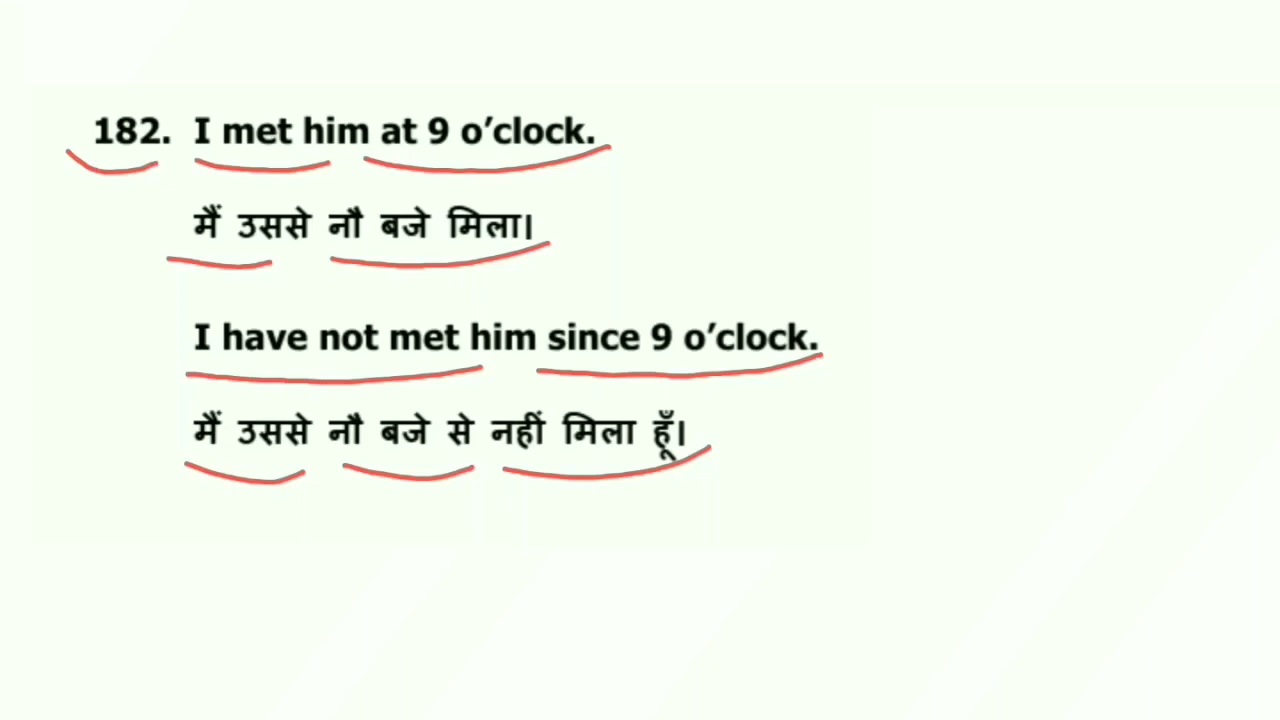 182. I met him at 9 o’clock.
मैं उससे नौ बजे मिला।
I have not met him since 9 o’clock.
मैं उससे नौ बजे से नहीं मिला हूँ।